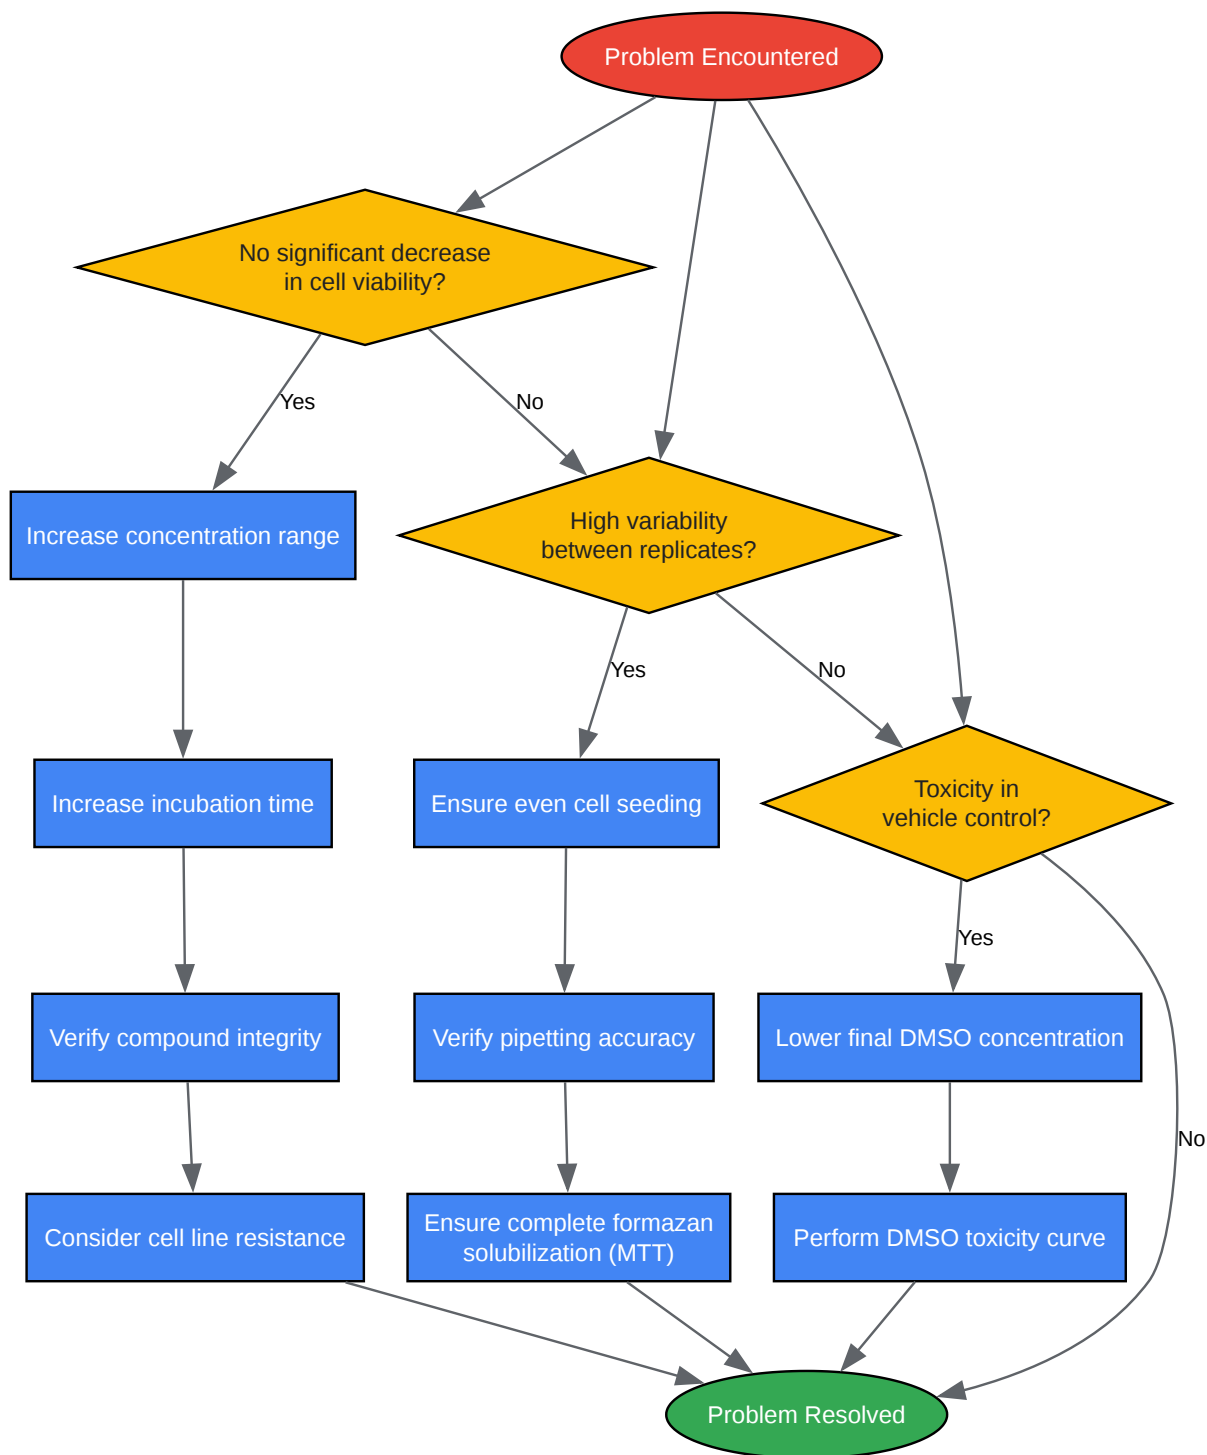 Problem Encountered
No significant decrease
in cell viability?
Yes
No
Increase concentration range
High variability
between replicates?
Yes
No
Increase incubation time
Ensure even cell seeding
Toxicity in
vehicle control?
Yes
Verify compound integrity
Verify pipetting accuracy
Lower final DMSO concentration
No
Consider cell line resistance
Ensure complete formazan
solubilization (MTT)
Perform DMSO toxicity curve
Problem Resolved